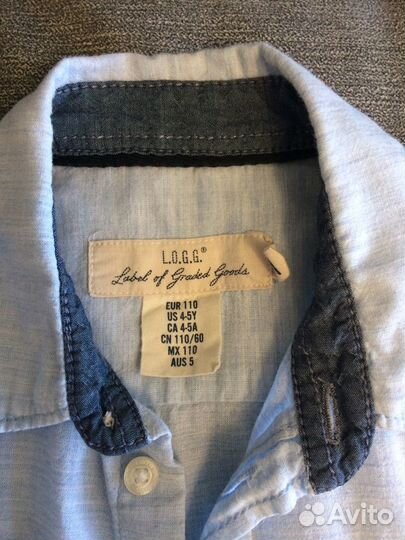 L.O.G.G.®
Label of Graded Goods
EUR 110
US 4-5Y
CA 4-5A
CN 110/60
MX 110
AUS 5
Avito